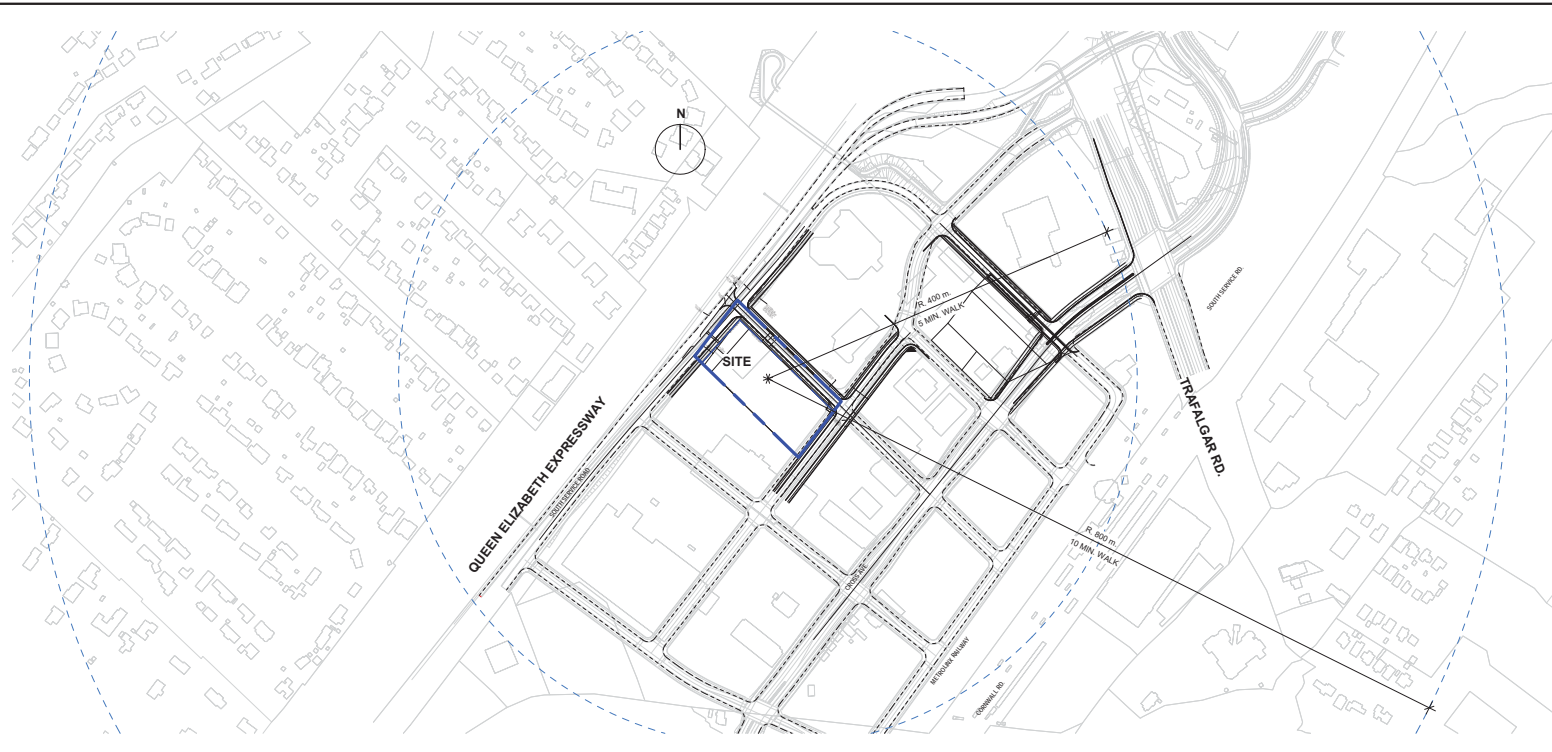 N
SITE
R. 400 m.
5 MIN. WALK
SOUTH SERVICE RD.
TRAFALGAR RD.
QUEEN ELIZABETH EXPRESSWAY
SOUTH SERVICE ROAD
R. 800 m.
10 MIN. WALK
CROSS AVE
METROLINX RAILWAY
CORNWALL RD.